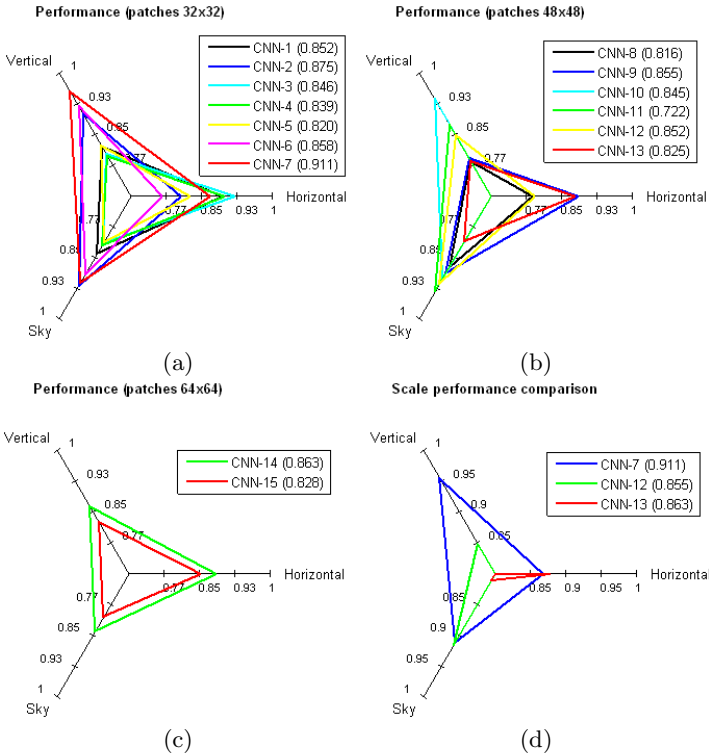 Performance (patches 32x32)
Vertical
1
0.93
0.85
0.77
CNN-1 (0.852)
CNN-2 (0.875)
CNN-3 (0.846)
CNN-4 (0.839)
CNN-5 (0.820)
CNN-6 (0.858)
CNN-7 (0.911)
Horizontal
0.77 0.85 0.93 1
0.77
0.85
0.93
1
Sky
(a)
Performance (patches 48x48)
Vertical
1
0.93
0.85
0.77
CNN-8 (0.816)
CNN-9 (0.855)
CNN-10 (0.845)
CNN-11 (0.722)
CNN-12 (0.852)
CNN-13 (0.825)
Horizontal
0.77 0.85 0.93 1
0.77
0.93
1
Sky
(b)
Performance (patches 64x64)
Vertical
1
0.93
0.85
0.77
CNN-14 (0.863)
CNN-15 (0.828)
Horizontal
0.77 0.85 0.93 1
0.77
0.85
0.93
1
Sky
(c)
Scale performance comparison
Vertical
1
0.95
0.9
0.85
CNN-7 (0.911)
CNN-12 (0.855)
CNN-13 (0.863)
Horizontal
0.85 0.9 0.95 1
0.85
0.9
0.95
1
Sky
(d)